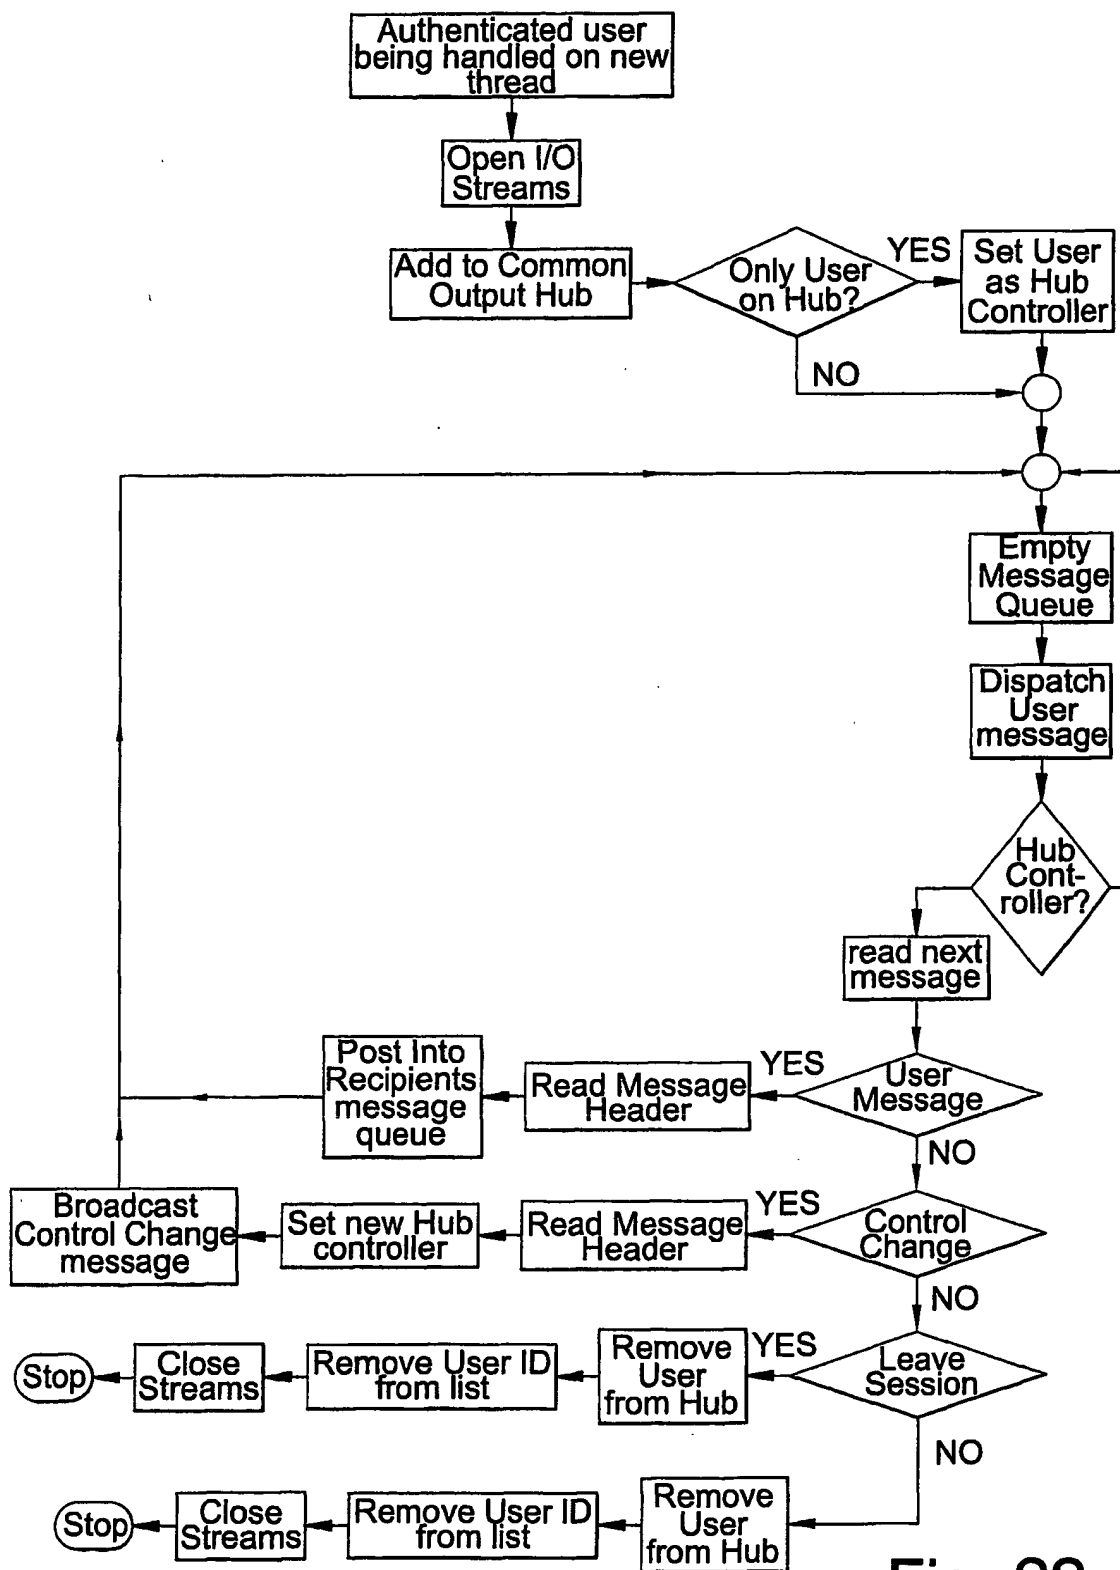 Authenticated user
being handled on new
thread
Open I/O
Streams
Add to Common
Output Hub
Only User
on Hub?
YES
Set User
as Hub
Controller
NO
Empty
Message
Queue
Dispatch
User
message
Hub
Cont-
roller?
read next
message
User
Message
YES
Read Message
Header
Post Into
Recipients
message
queue
NO
Control
Change
YES
Read Message
Header
Set new Hub
controller
Broadcast
Control Change
message
NO
Leave
Session
YES
Remove
User
from Hub
Remove User ID
from list
Close
Streams
Stop
NO
Remove
User
from Hub
Remove User ID
from list
Close
Streams
Stop